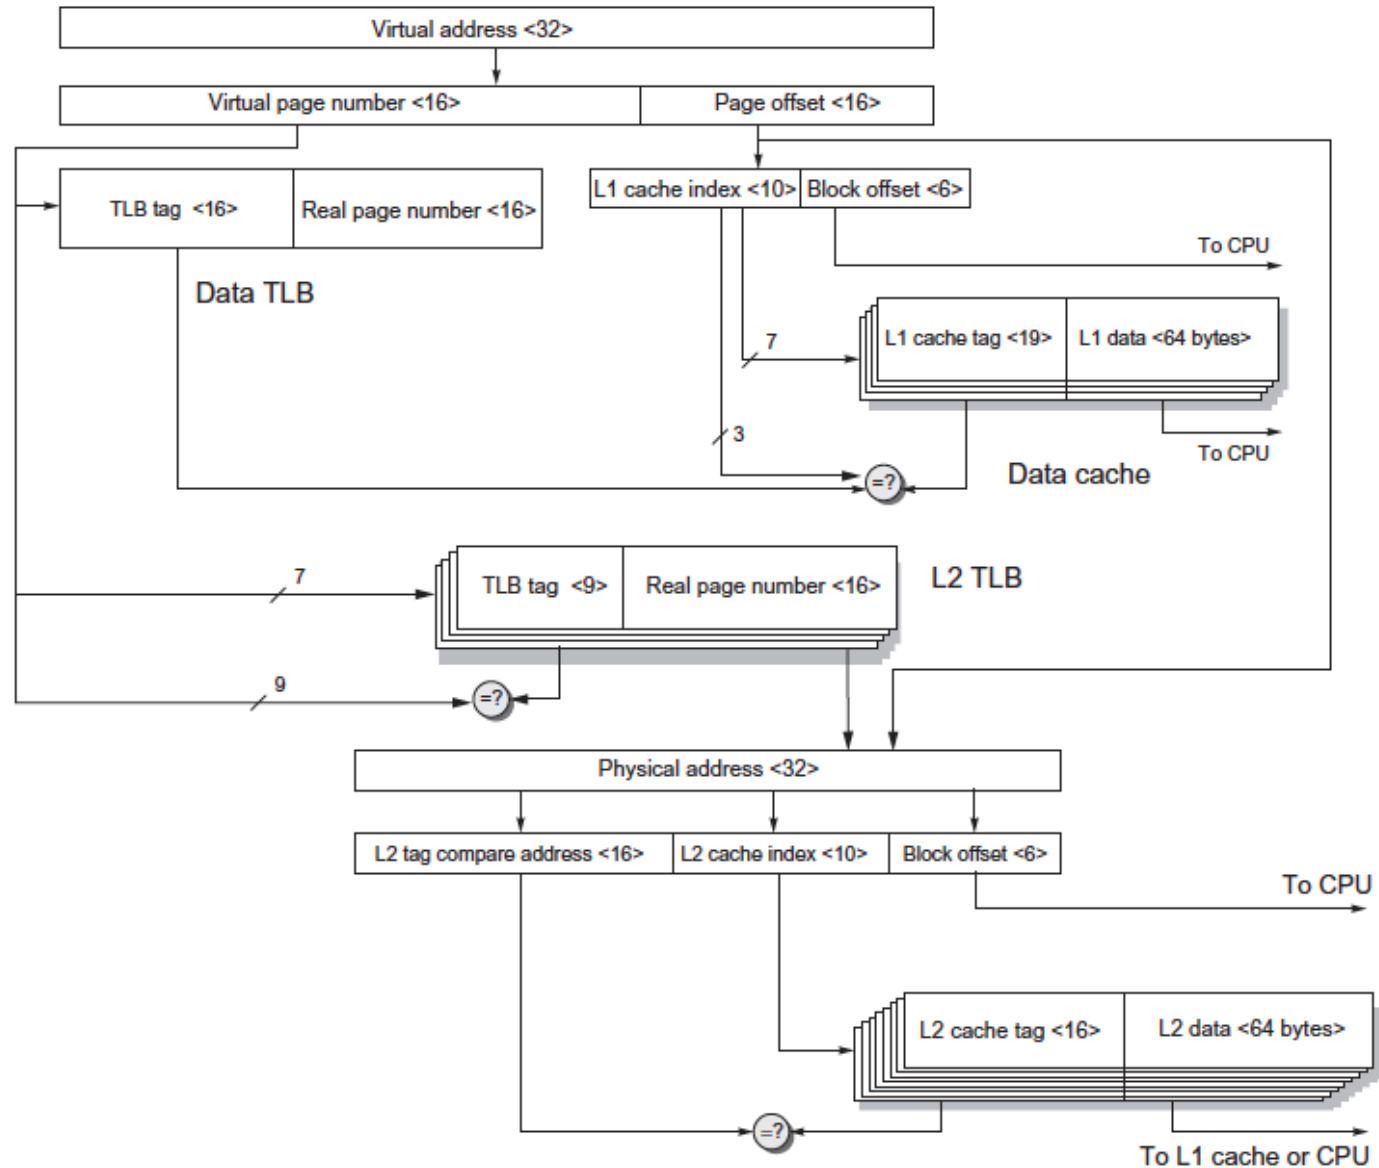 Virtual address <32>
Virtual page number <16>
Page offset <16>
TLB tag <16>
Real page number <16>
L1 cache index <10>
Block offset <6>
To CPU
Data TLB
7
L1 cache tag <19>
L1 data <64 bytes>
3
To CPU
=?
Data cache
7
TLB tag <9>
Real page number <16>
L2 TLB
9
=?
Physical address <32>
L2 tag compare address <16>
L2 cache index <10>
Block offset <6>
To CPU
L2 cache tag <16>
L2 data <64 bytes>
=?
To L1 cache or CPU